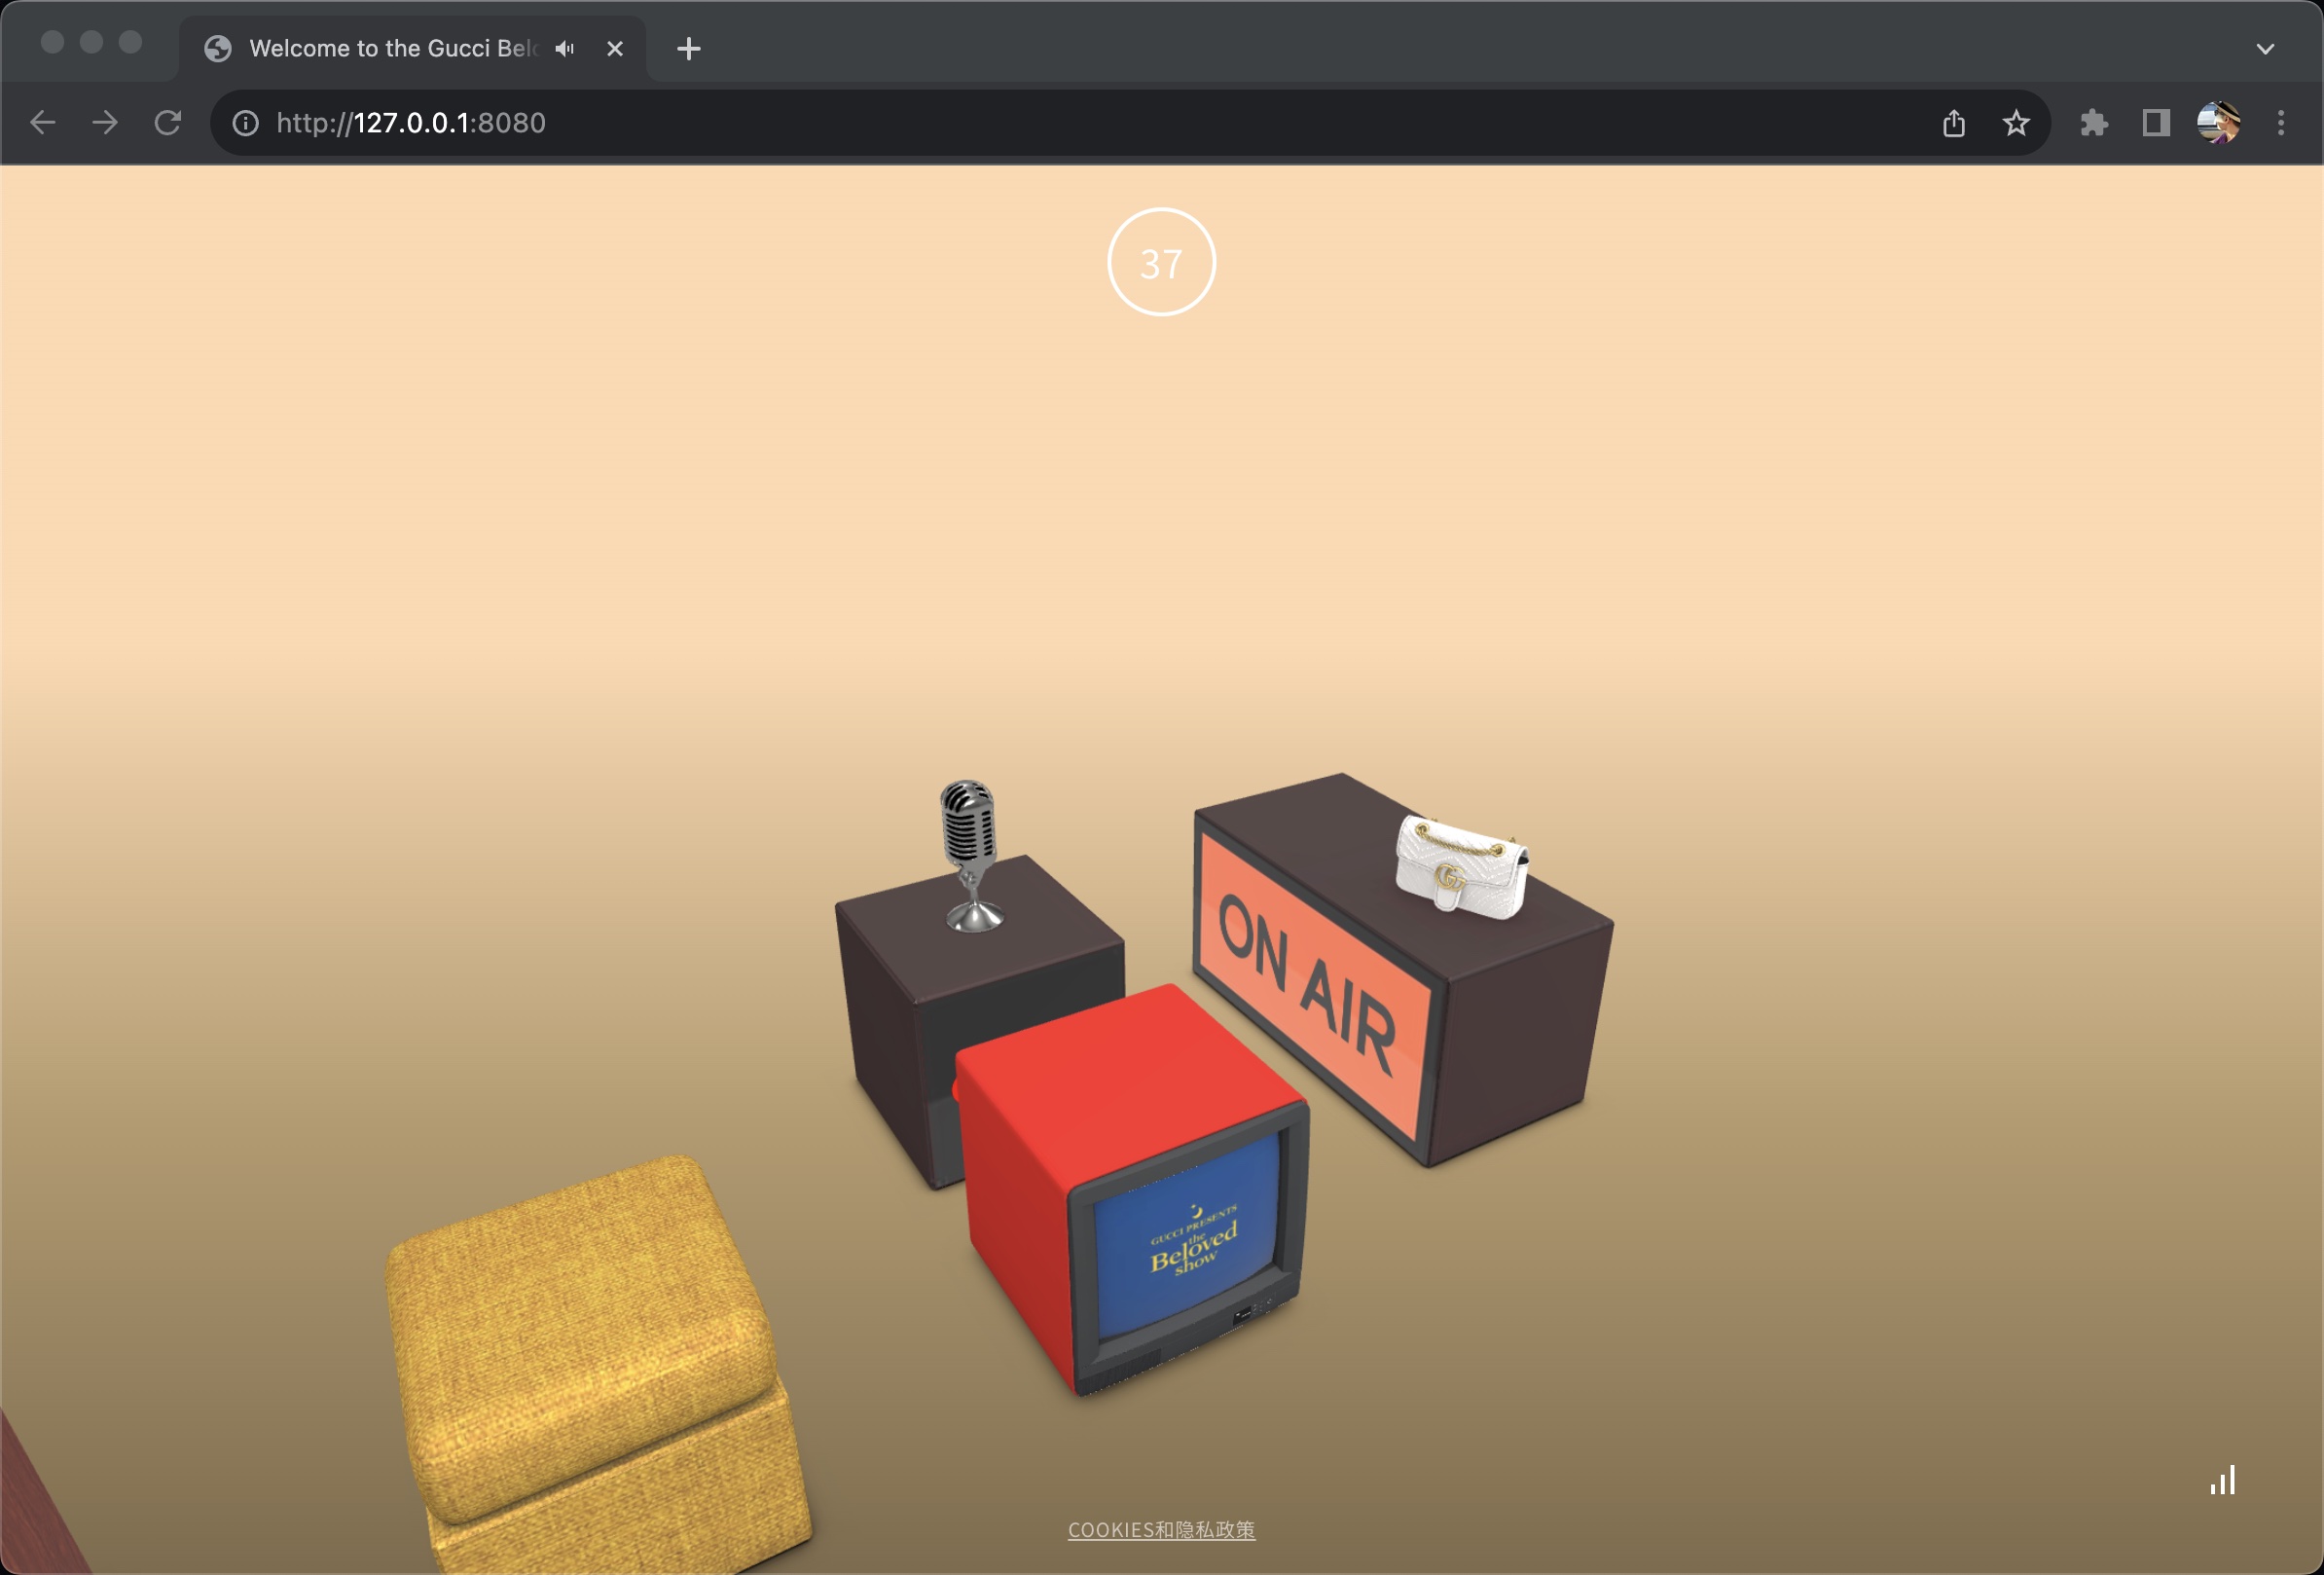 Welcome to the Gucci Bel
http://127.0.0.1:8080
37
ON AIR
GUCCI PRESENTS
the
Beloved
show
COOKIES和隐私政策